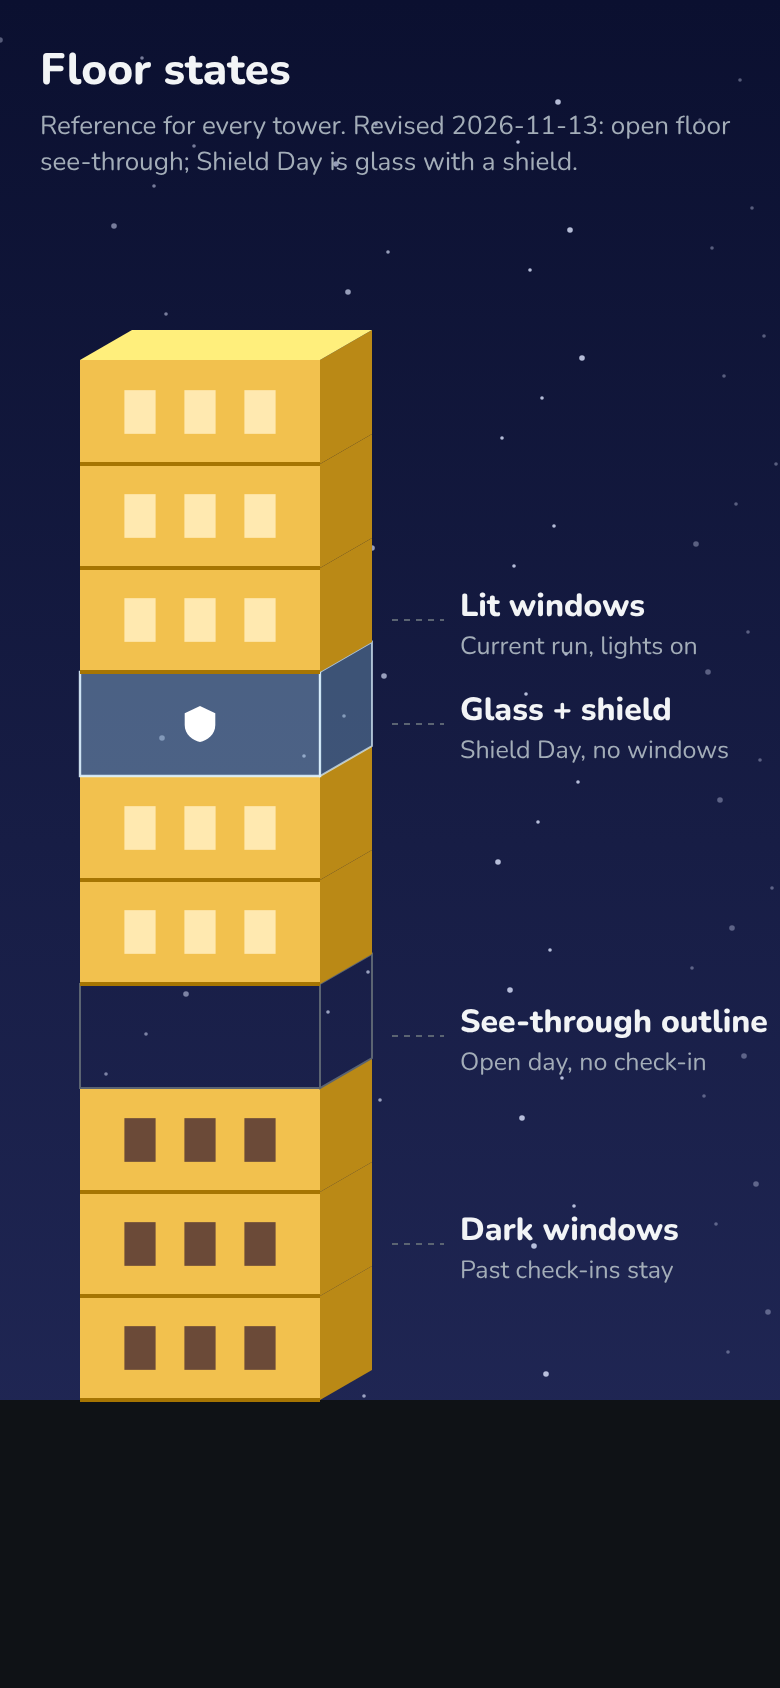 Floor states
Reference for every tower. Revised 2026-11-13: open floor
see-through; Shield Day is glass with a shield.
Lit windows
Current run, lights on
Glass + shield
Shield Day, no windows
See-through outline
Open day, no check-in
Dark windows
Past check-ins stay